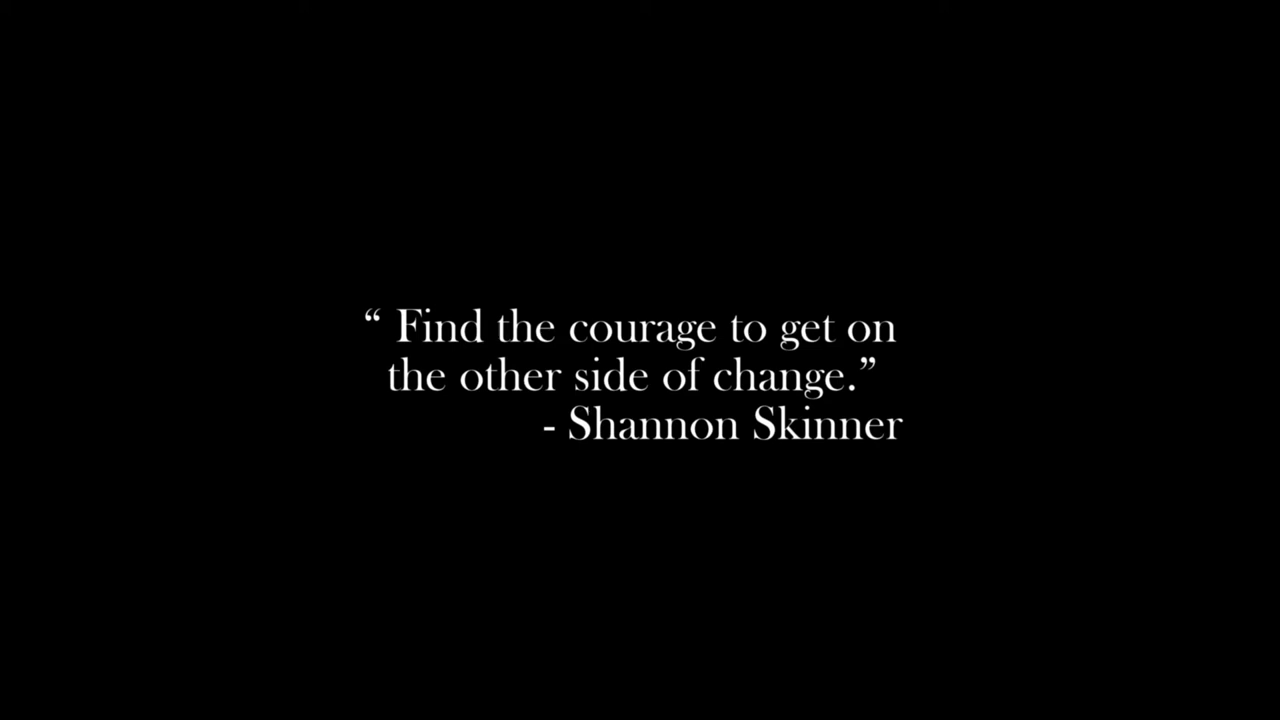 “ Find the courage to get on
the other side of change.”
- Shannon Skinner